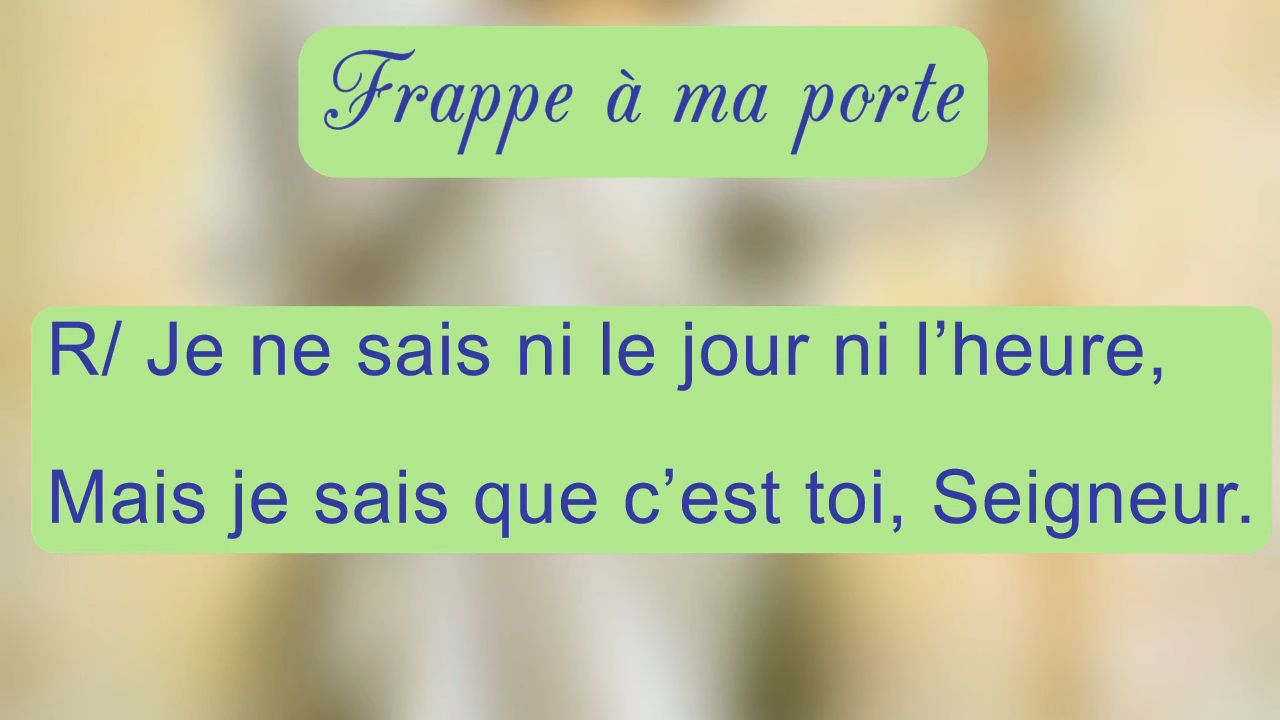 Frappe à ma porte
R/ Je ne sais ni le jour ni l’heure,
Mais je sais que c’est toi, Seigneur.